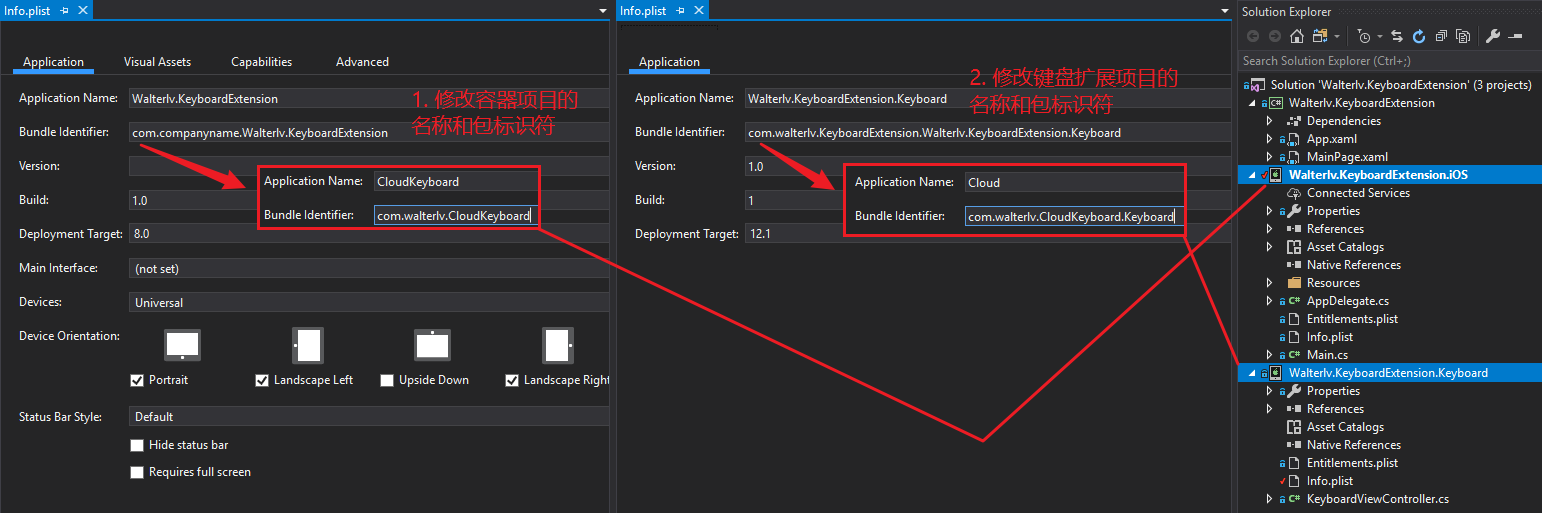 Info.plist
Application
Visual Assets
Capabilities
Advanced
Application Name:
Walterlv.KeyboardExtension
Bundle Identifier:
com.companyname.Walterlv.KeyboardExtension
1. 修改容器项目的
名称和包标识符
Version:
Application Name:
CloudKeyboard
Bundle Identifier:
com.walterlv.CloudKeyboard
Build:
1.0
Deployment Target:
8.0
Main Interface:
(not set)
Devices:
Universal
Device Orientation:
Portrait
Landscape Left
Upside Down
Landscape Right
Status Bar Style:
Default
Hide status bar
Requires full screen
Info.plist
Application
Application Name:
Walterlv.KeyboardExtension.Keyboard
Bundle Identifier:
com.walterlv.KeyboardExtension.Walterlv.KeyboardExtension.Keyboard
2. 修改键盘扩展项目的
名称和包标识符
Version:
1.0
Application Name:
Cloud
Bundle Identifier:
com.walterlv.CloudKeyboard.Keyboard
Build:
1
Deployment Target:
12.1
Solution Explorer
Search Solution Explorer (Ctrl+;)
Solution 'Walterlv.KeyboardExtension' (3 projects)
C# Walterlv.KeyboardExtension
Dependencies
App.xaml
MainPage.xaml
Walterlv.KeyboardExtension.iOS
Connected Services
Properties
References
Asset Catalogs
Native References
Resources
C# AppDelegate.cs
Entitlements.plist
Info.plist
C# Main.cs
Walterlv.KeyboardExtension.Keyboard
Properties
References
Asset Catalogs
Native References
Entitlements.plist
Info.plist
C# KeyboardViewController.cs